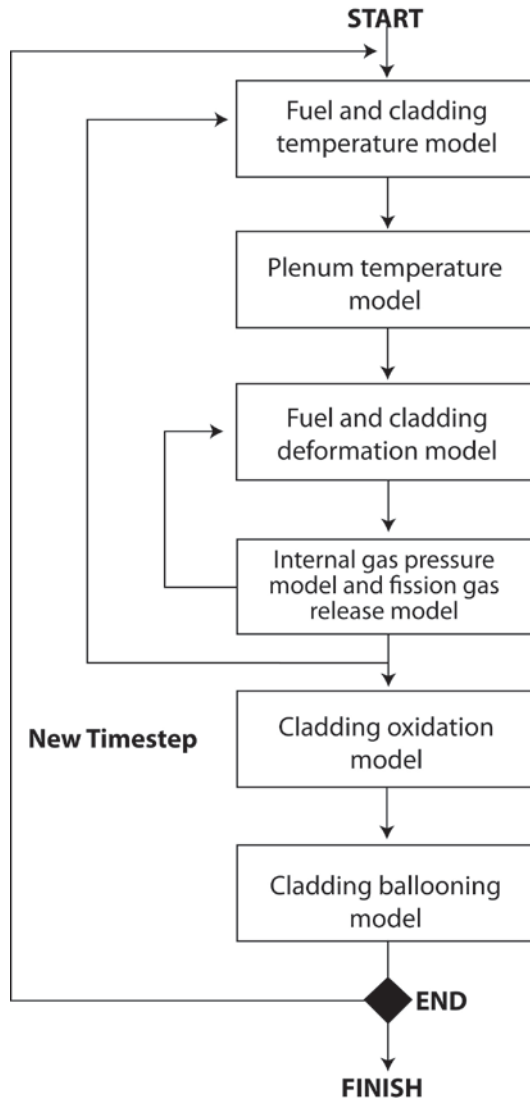 START
Fuel and cladding
temperature model
Plenum temperature
model
Fuel and cladding
deformation model
Internal gas pressure
model and fission gas
release model
New Timestep
Cladding oxidation
model
Cladding ballooning
model
END
FINISH